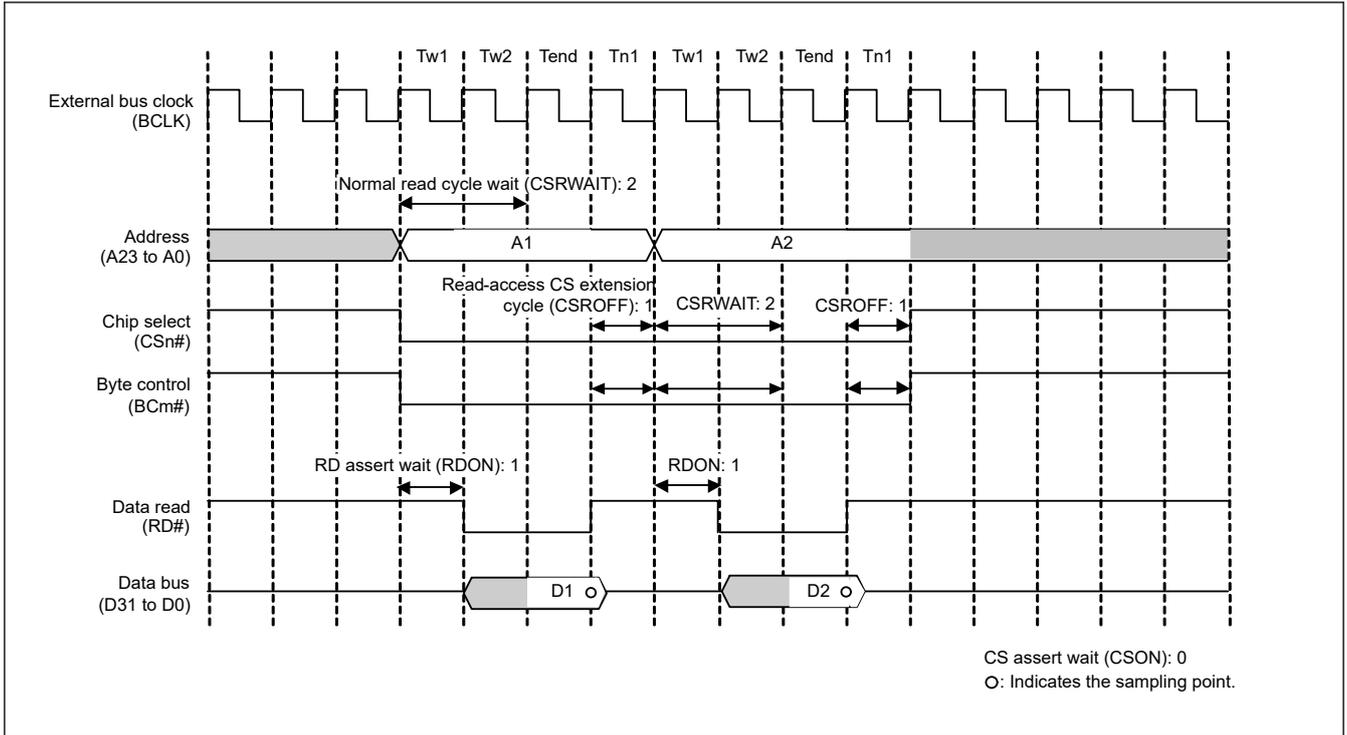 Tw1 Tw2 Tend Tn1 Tw1 Tw2 Tend Tn1
External bus clock
(BCLK)
Normal read cycle wait (CSRWAIT): 2
Address
(A23 to A0)
A1
A2
Read-access CS extension
cycle (CSROFF): 1
CSRWAIT: 2
CSROFF: 1
Chip select
(CSn#)
Byte control
(BCm#)
RD assert wait (RDON): 1
RDON: 1
Data read
(RD#)
Data bus
(D31 to D0)
D1
D2
CS assert wait (CSON): 0
: Indicates the sampling point.